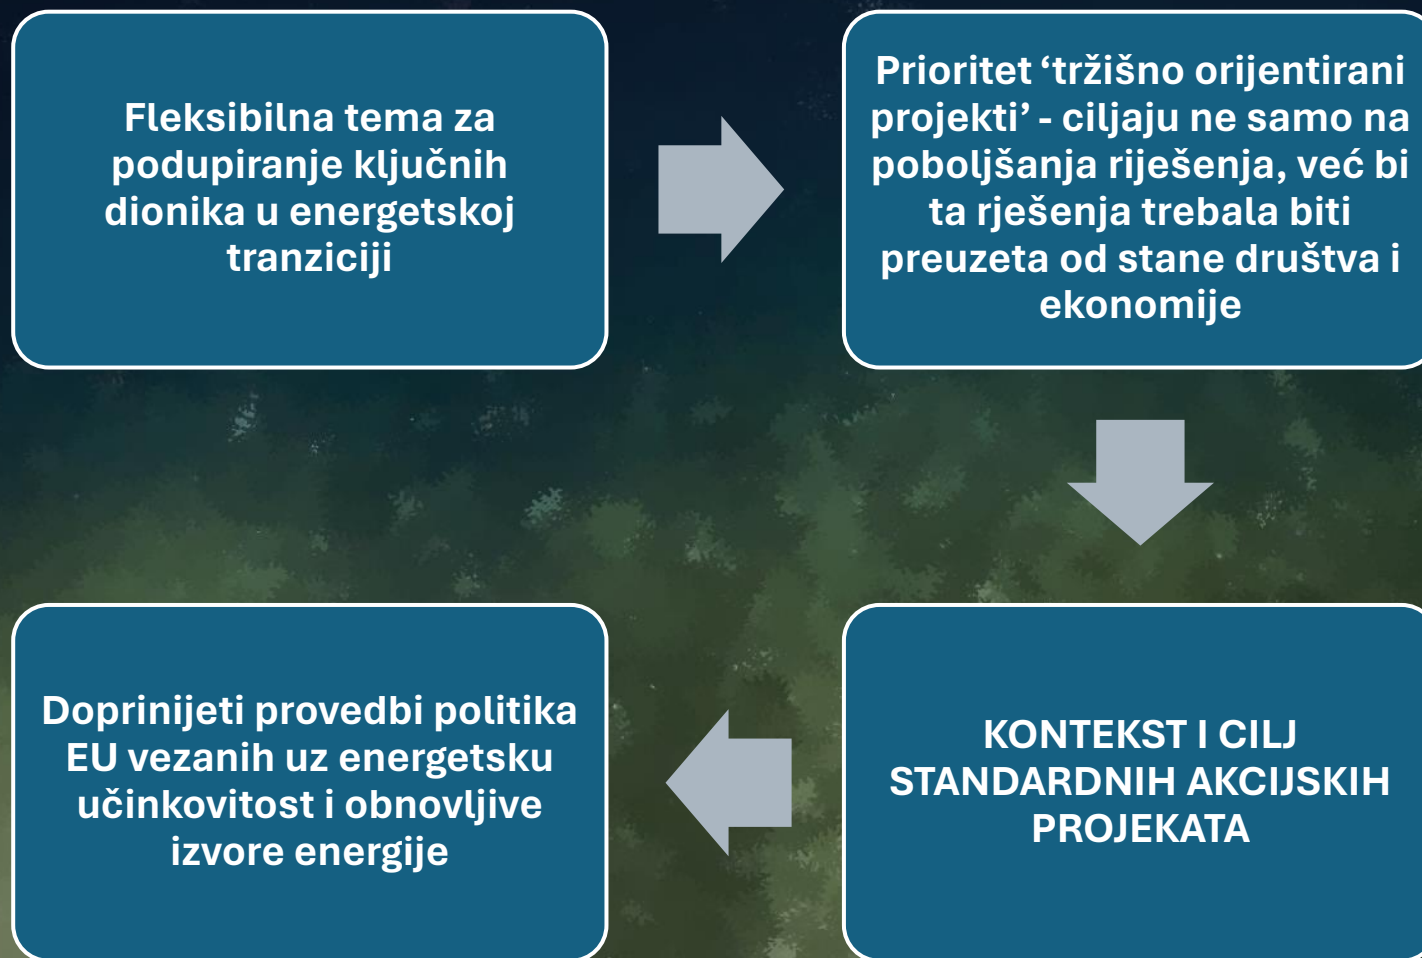 Fleksibilna tema za
podupiranje ključnih
dionika u energetskoj
tranziciji
Prioritet ‘tržišno orijentirani
projekti’ - ciljaju ne samo na
poboljšanja riješenja, već bi
ta rješenja trebala biti
preuzeta od stane društva i
ekonomije
KONTEKST I CILJ
STANDARDNIH AKCIJSKIH
PROJEKATA
Doprinijeti provedbi politika
EU vezanih uz energetsku
učinkovitost i obnovljive
izvore energije